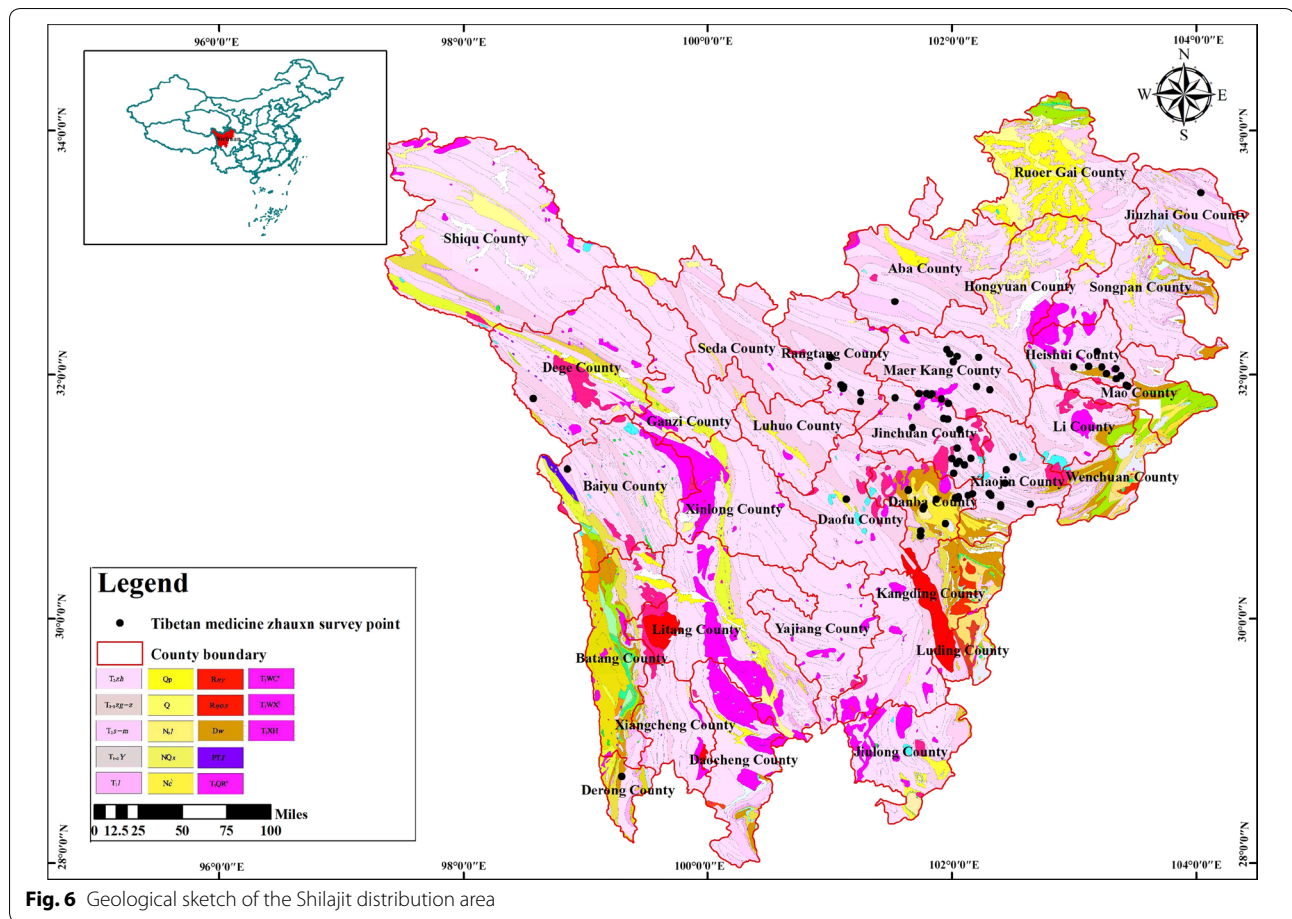 96°0′0″E 98°0′0″E 100°0′0″E 102°0′0″E 104°0′0″E
N
W E
S
34°0′0″N 34°0′0″N
Ruoer Gai County
Jiuzhai Gou County
Shiqu County
Aba County
Hongyuan County Songpan County
Seda County Rangtang County
Heishui County
32°0′0″N Dege County Maer Kang County 32°0′0″N
Mao County
Ganzi County Luhuo County Jinchuan County Li County
Baiyu County Xiaojin County Wenchuan County
Xinlong County Daofu County Danba County
Legend
Kangding County
30°0′0″N Litang County Yajiang County 30°0′0″N
Tibetan medicine zhauxn survey point
Batang County Luding County
County boundary
Xiangcheng County
Daocheng County Jiulong County
Derong County
Qp
Q
Dw
Miles
0 12.5 25 50 75 100
28°0′0″N 28°0′0″N
96°0′0″E 98°0′0″E 100°0′0″E 102°0′0″E 104°0′0″E
Fig. 6 Geological sketch of the Shilajit distribution area